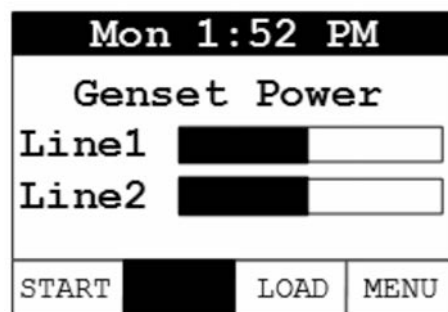 Mon 1:52 PM
Genset Power
Line1
Line2
START LOAD MENU